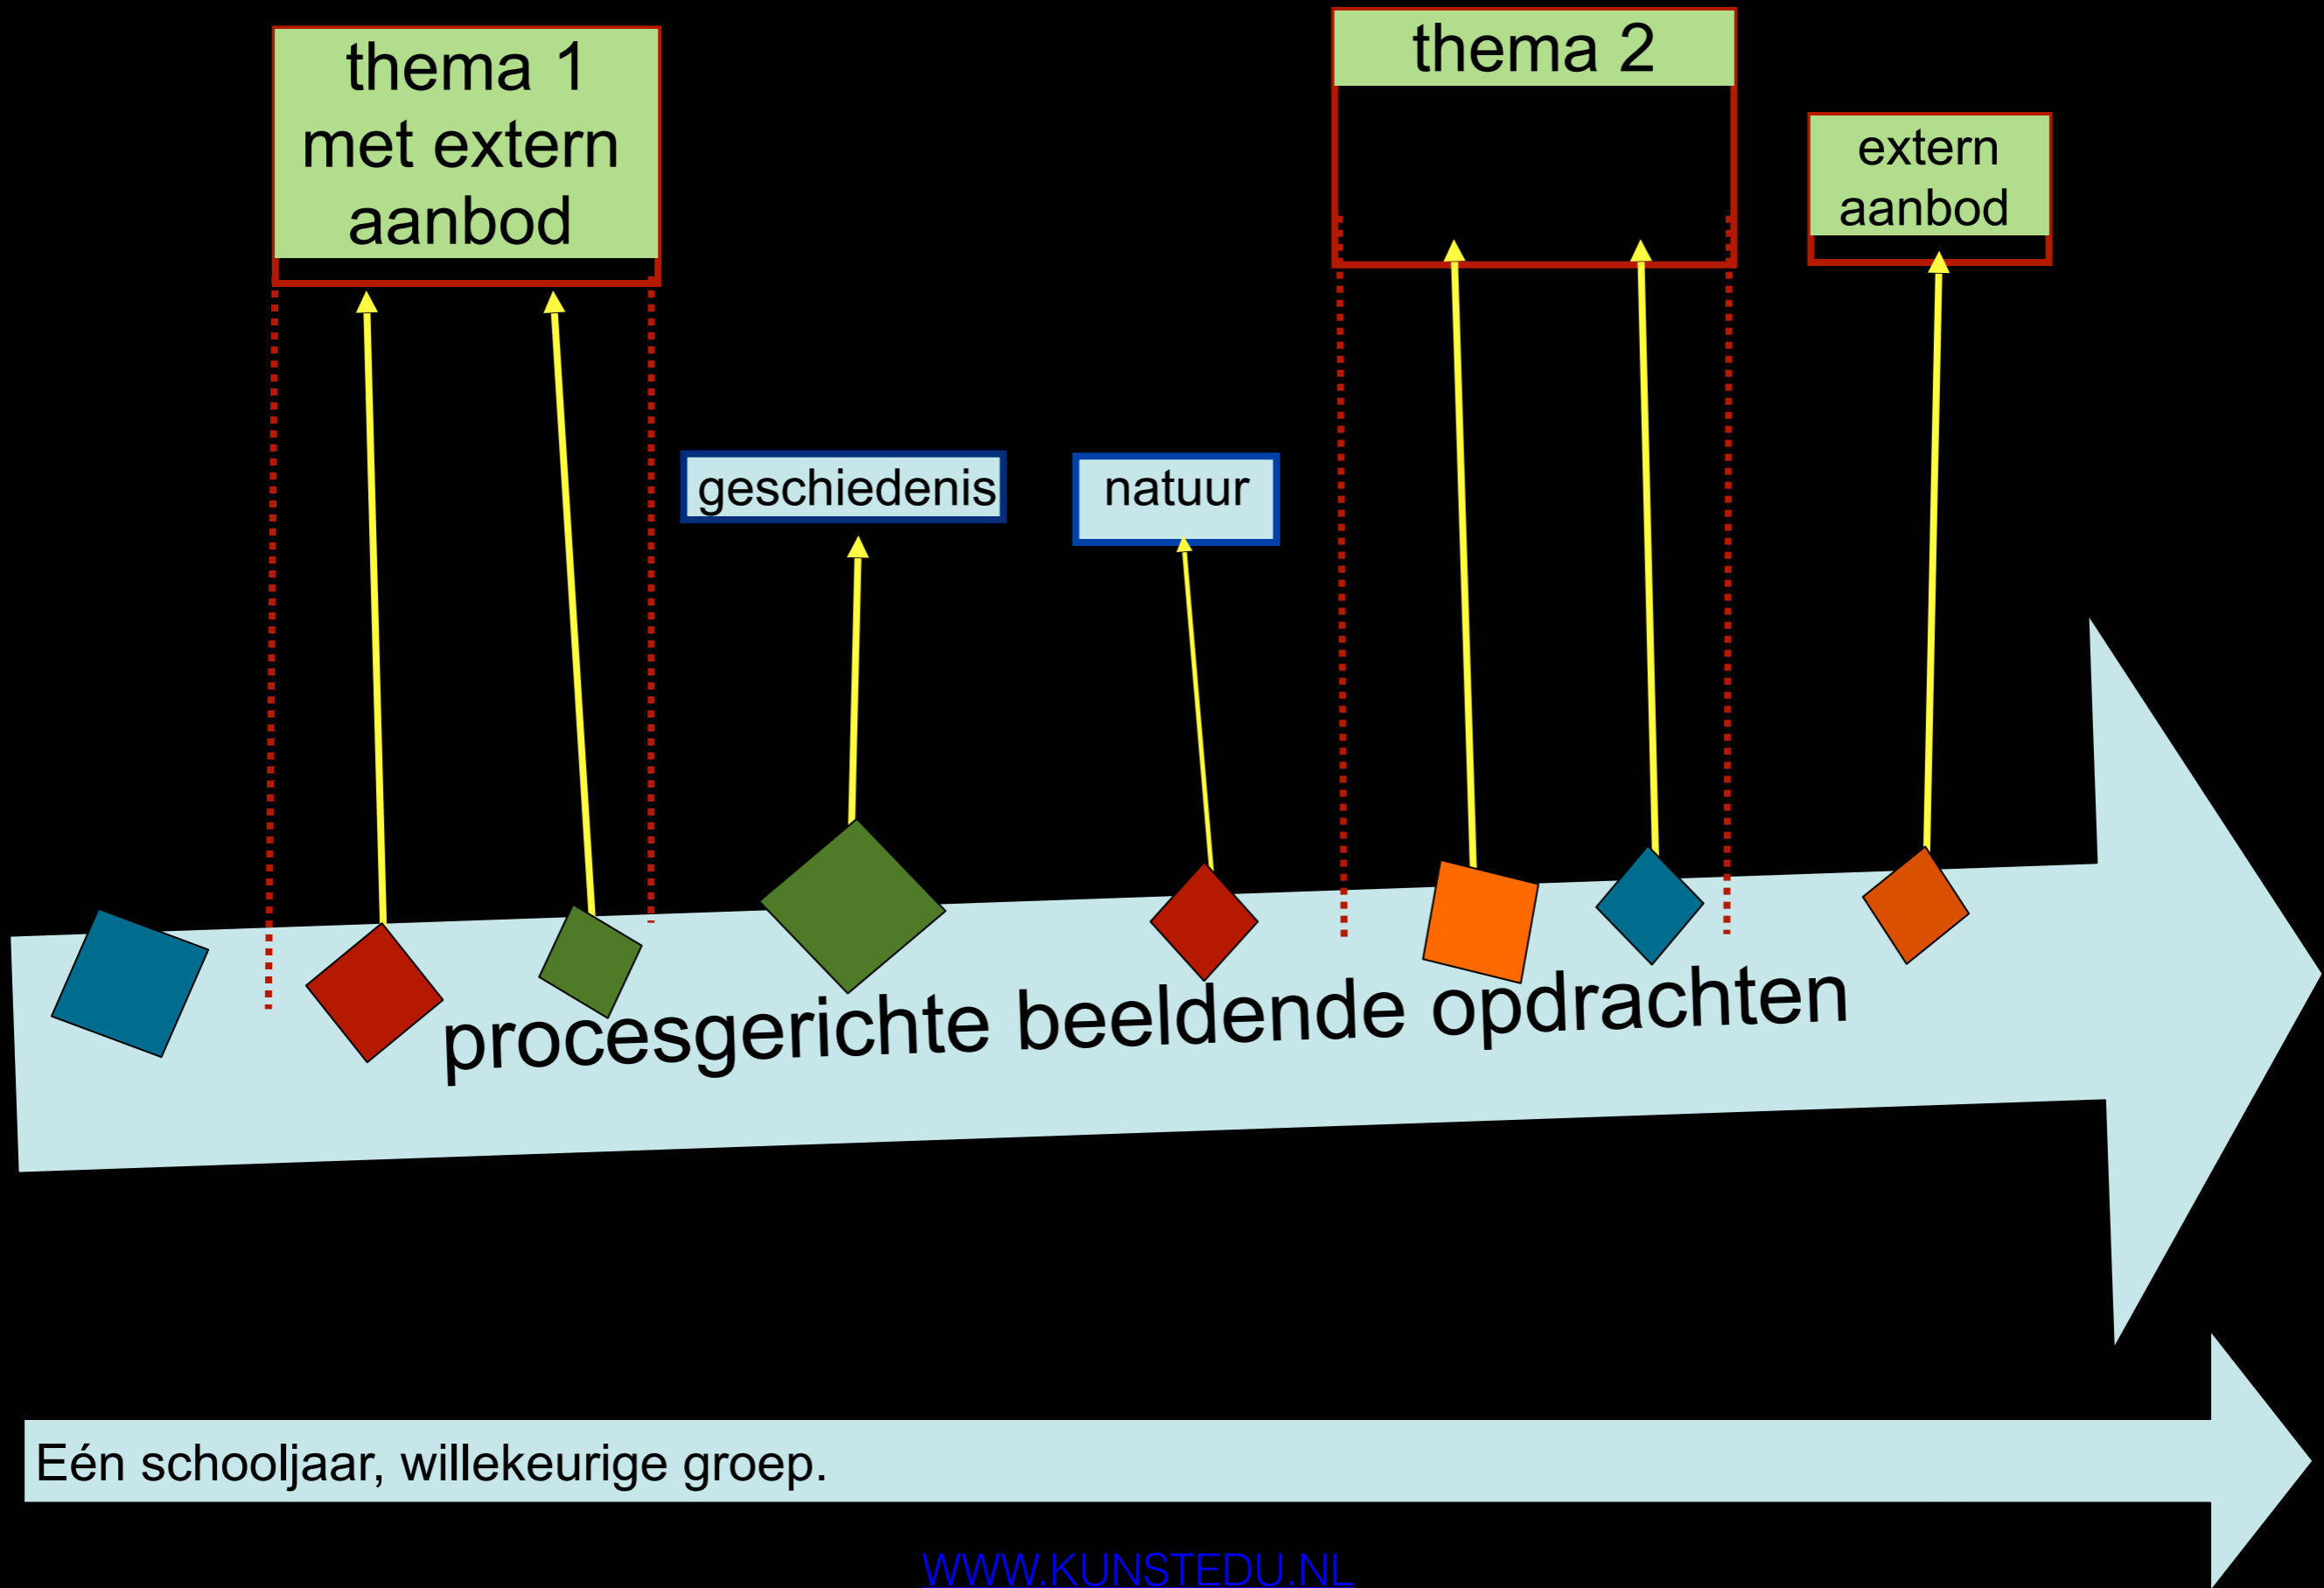 thema 1
met extern
aanbod
thema 2
extern
aanbod
geschiedenis
natuur
procesgerichte beeldende opdrachten
Eén schooljaar, willekeurige groep.
WWW.KUNSTEDU.NL